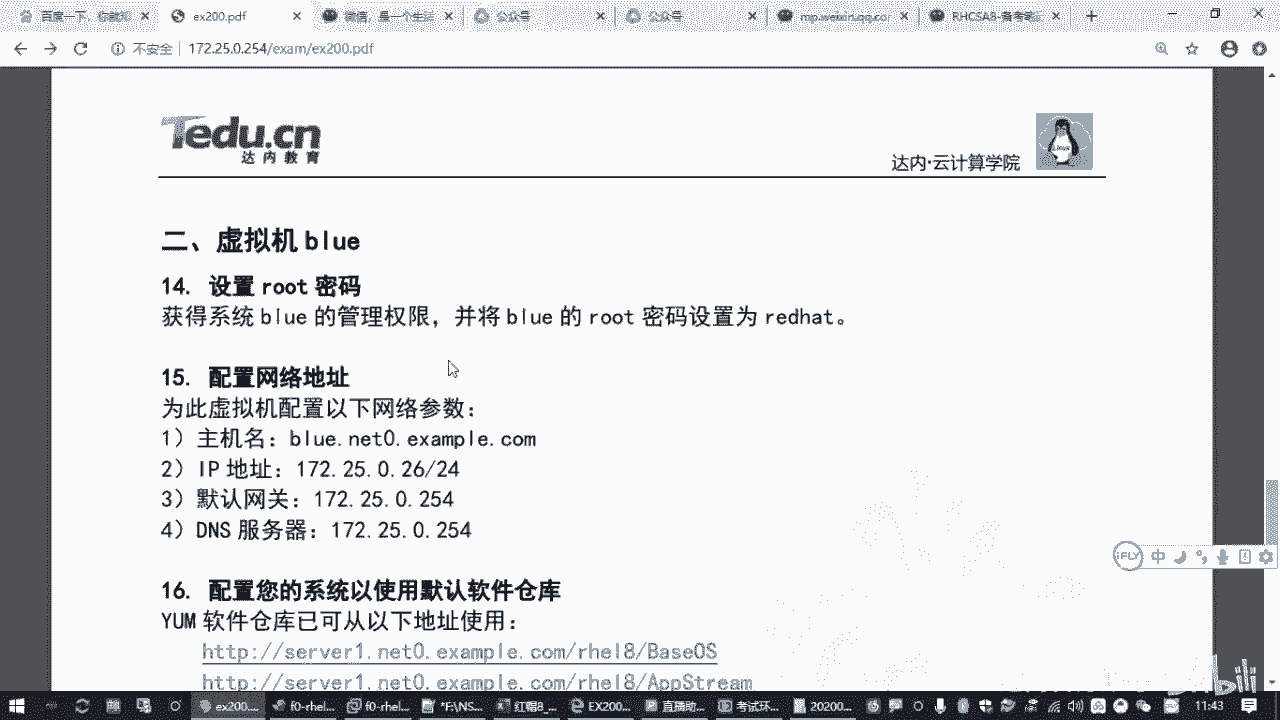 百度一下，你就知
ex200.pdf
微信，是一个生活
公众号
公众号
mp.weixin.qq.com
RHCSA8-备考笔记
不安全
172.25.0.254/exam/ex200.pdf
Tedu.cn
达内教育
达内·云计算学院
Linux
二、虚拟机 blue
14. 设置 root 密码
获得系统 blue 的管理权限，并将 blue 的 root 密码设置为 redhat。
15. 配置网络地址
为此虚拟机配置以下网络参数：
1）主机名：blue.net0.example.com
2）IP 地址：172.25.0.26/24
3）默认网关：172.25.0.254
4）DNS 服务器：172.25.0.254
iFLY
中
16. 配置您的系统以使用默认软件仓库
YUM 软件仓库已可从以下地址使用：
http://server1.net0.example.com/rhel8/BaseOS
http://server1.net0.example.com/rhel8/AppStream
ex200....
f0-rhel...
f0-rhel...
*F:\NS...
红帽8_...
EX200...
直播助...
考试环...
20200...
11:43